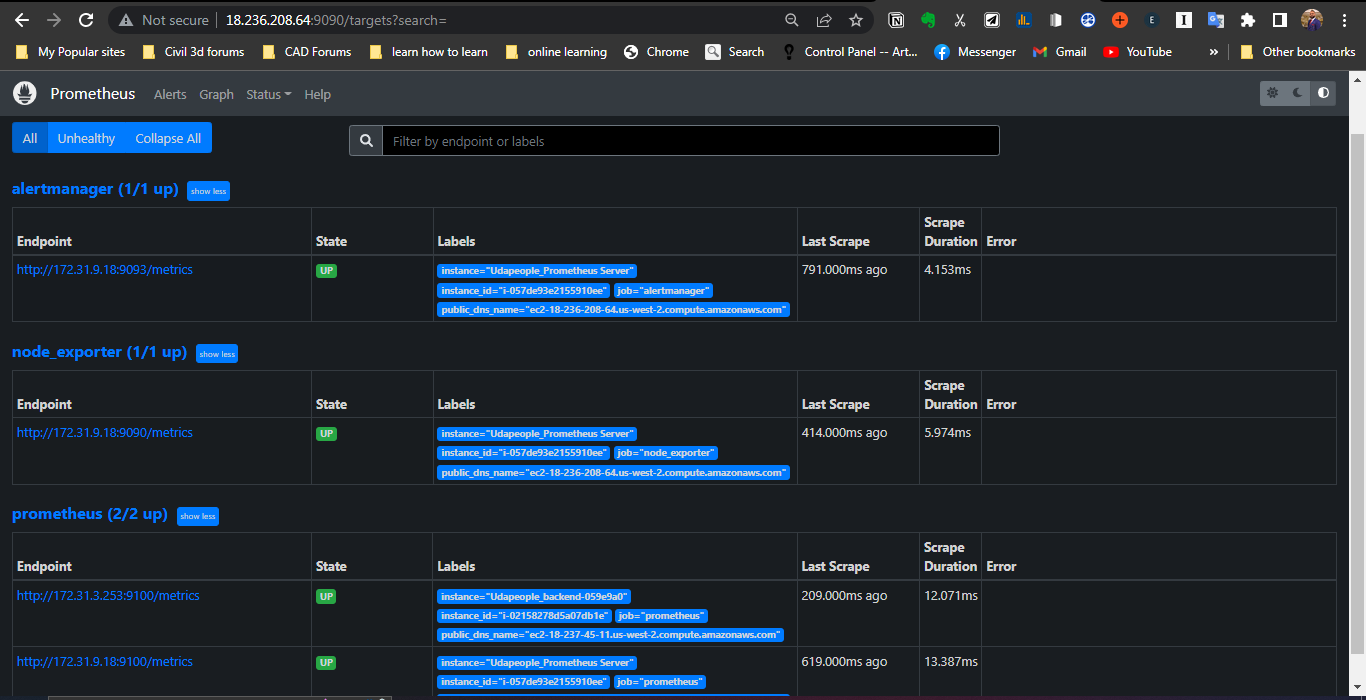 Not secure | 18.236.208.64:9090/targets?search=
My Popular sites Civil 3d forums CAD Forums learn how to learn online learning Chrome Search Control Panel -- Art... Messenger Gmail YouTube » Other bookmarks
Prometheus Alerts Graph Status Help
All Unhealthy Collapse All Filter by endpoint or labels
alertmanager (1/1 up) show less
Endpoint State Labels Last Scrape Scrape Duration Error
http://172.31.9.18:9093/metrics UP instance="Udapeople_Prometheus Server" 791.000ms ago 4.153ms
instance_id="i-057de93e2155910ee" job="alertmanager"
public_dns_name="ec2-18-236-208-64.us-west-2.compute.amazonaws.com"
node_exporter (1/1 up) show less
Endpoint State Labels Last Scrape Scrape Duration Error
http://172.31.9.18:9090/metrics UP instance="Udapeople_Prometheus Server" 414.000ms ago 5.974ms
instance_id="i-057de93e2155910ee" job="node_exporter"
public_dns_name="ec2-18-236-208-64.us-west-2.compute.amazonaws.com"
prometheus (2/2 up) show less
Endpoint State Labels Last Scrape Scrape Duration Error
http://172.31.3.253:9100/metrics UP instance="Udapeople_backend-059e9a0" 209.000ms ago 12.071ms
instance_id="i-02158278d5a07db1e" job="prometheus"
public_dns_name="ec2-18-237-45-11.us-west-2.compute.amazonaws.com"
http://172.31.9.18:9100/metrics UP instance="Udapeople_Prometheus Server" 619.000ms ago 13.387ms
instance_id="i-057de93e2155910ee" job="prometheus"